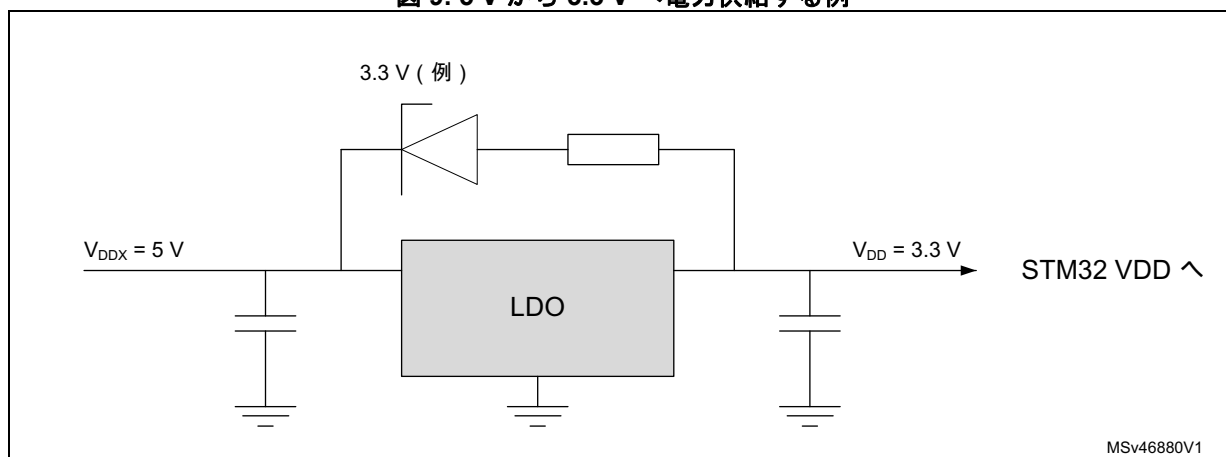 3.3 V ( 例 )
V_DDX = 5 V
V_DD = 3.3 V
STM32 VDD へ
LDO
MSv46880V1